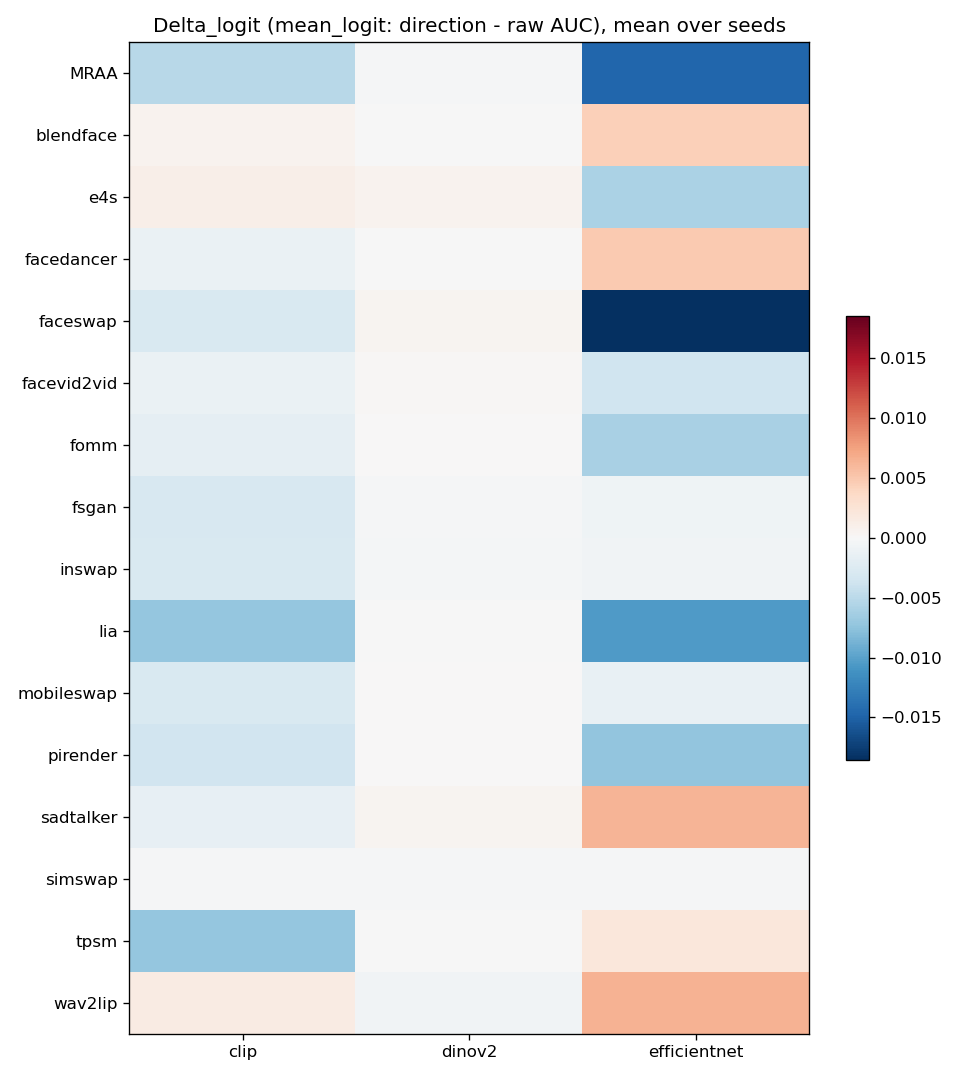 Delta_logit (mean_logit: direction - raw AUC), mean over seeds
MRAA
blendface
e4s
facedancer
faceswap
facevid2vid
fomm
fsgan
inswap
lia
mobileswap
pirender
sadtalker
simswap
tpsm
wav2lip
clip dinov2 efficientnet
0.015
0.010
0.005
0.000
−0.005
−0.010
−0.015